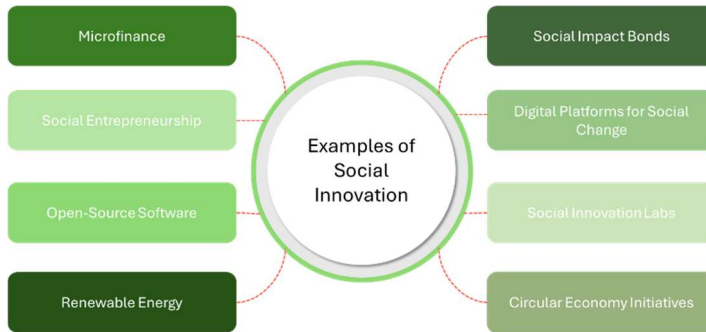 Microfinance
Social Entrepreneurship
Open-Source Software
Renewable Energy
Examples of
Social
Innovation
Social Impact Bonds
Digital Platforms for Social
Change
Social Innovation Labs
Circular Economy Initiatives